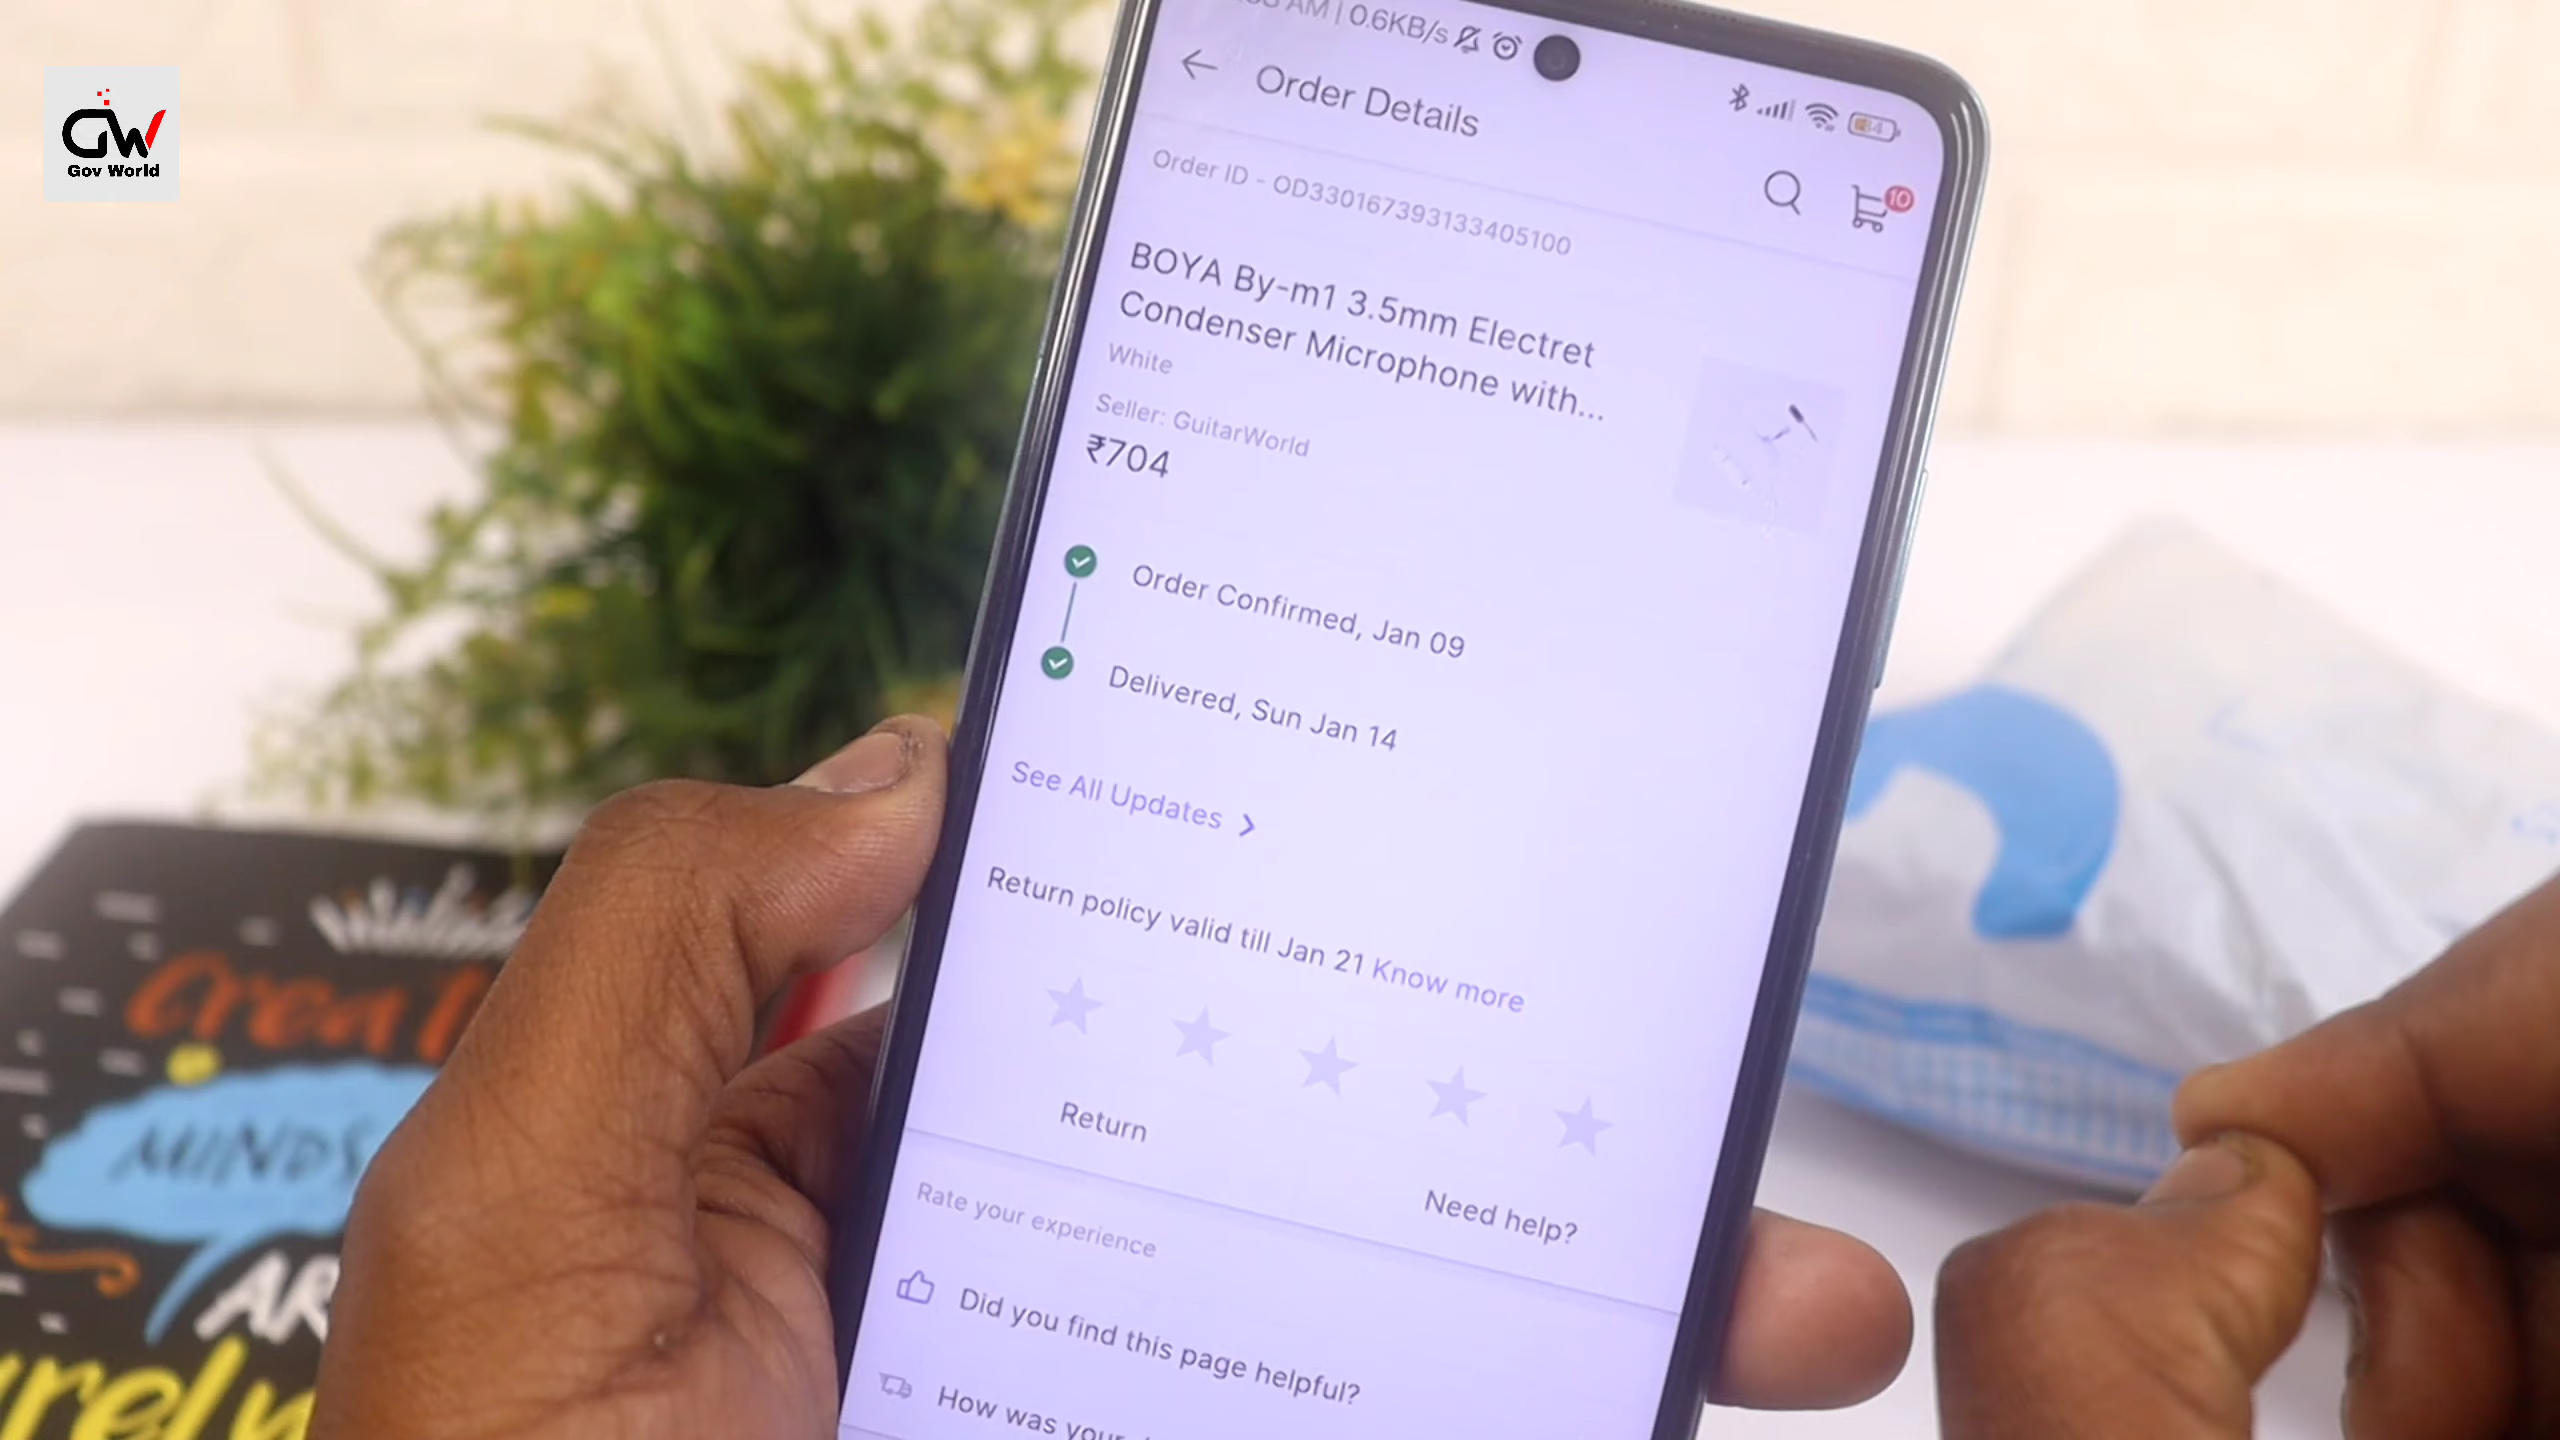 GW
Gov World
AM | 0.6KB/s
Order Details
10
Order ID - OD330167393133405100
BOYA By-m1 3.5mm Electret
Condenser Microphone with...
White
Seller: GuitarWorld
₹704
Order Confirmed, Jan 09
Delivered, Sun Jan 14
See All Updates
Return policy valid till Jan 21 Know more
Return
Need help?
Rate your experience
Did you find this page helpful?
How was your
MINDS